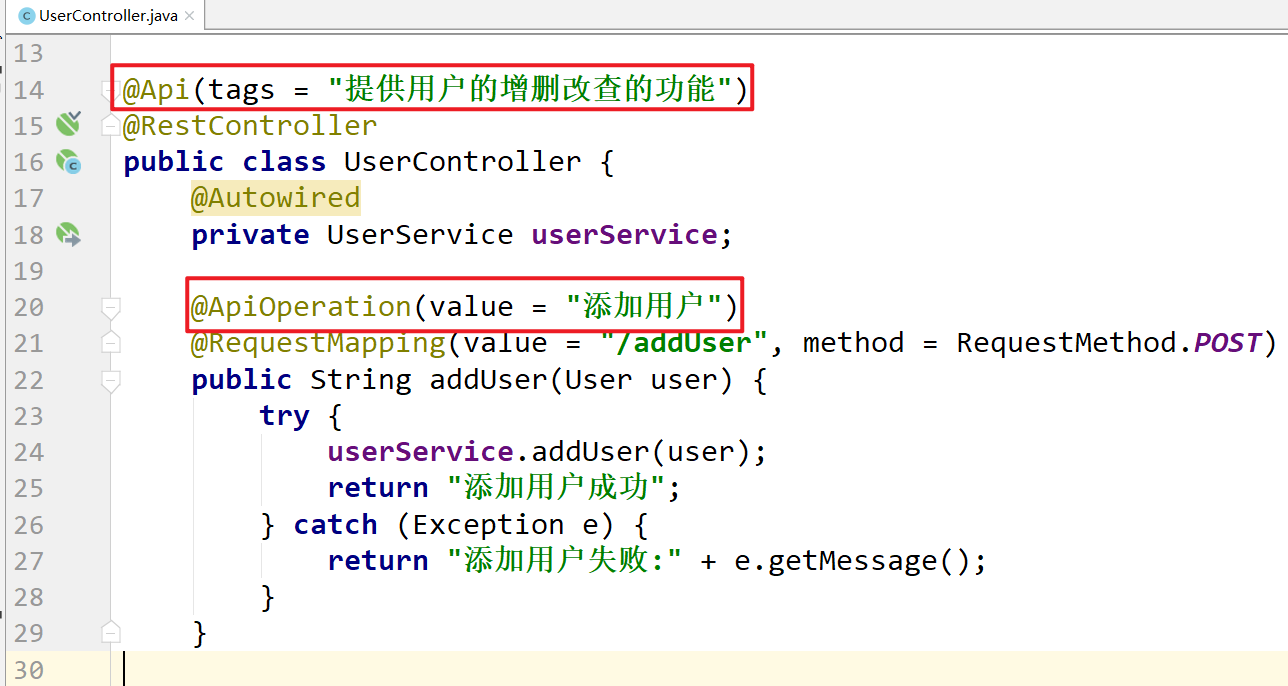 UserController.java
13
14 @Api(tags = "提供用户的增删改查的功能")
15 @RestController
16 public class UserController {
17 @Autowired
18 private UserService userService;
19
20 @ApiOperation(value = "添加用户")
21 @RequestMapping(value = "/addUser", method = RequestMethod.POST)
22 public String addUser(User user) {
23 try {
24 userService.addUser(user);
25 return "添加用户成功";
26 } catch (Exception e) {
27 return "添加用户失败:" + e.getMessage();
28 }
29 }
30